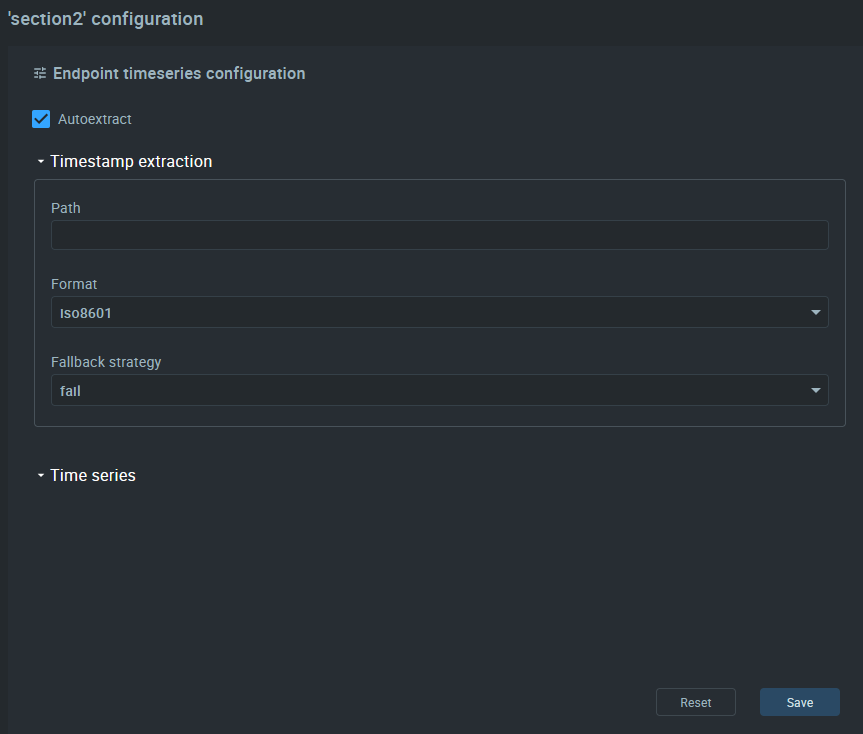 'section2' configuration
Endpoint timeseries configuration
Autoextract
Timestamp extraction
Path
Format
iso8601
Fallback strategy
fail
Time series
Reset Save